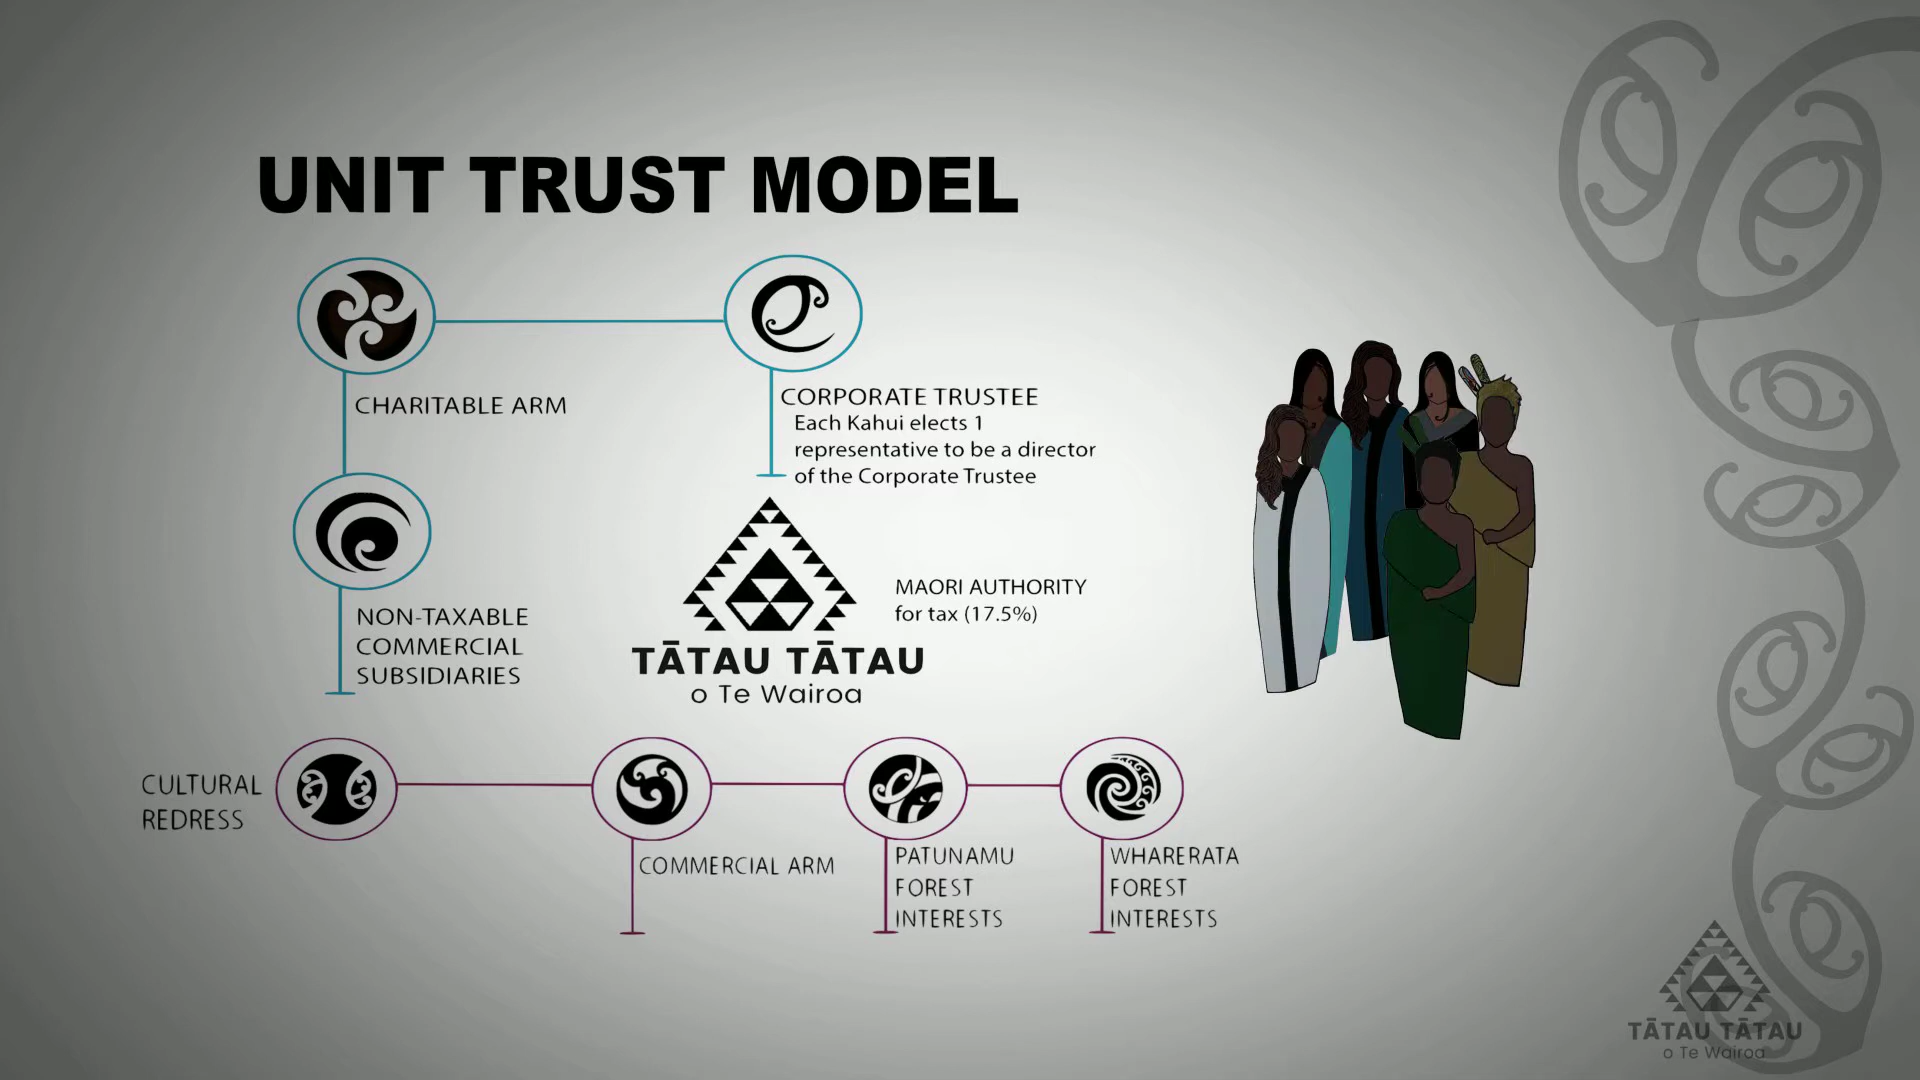 UNIT TRUST MODEL
CHARITABLE ARM
CORPORATE TRUSTEE
Each Kahui elects 1
representative to be a director
of the Corporate Trustee
NON-TAXABLE
COMMERCIAL
SUBSIDIARIES
MAORI AUTHORITY
for tax (17.5%)
TĀTAU TĀTAU
o Te Wairoa
CULTURAL
REDRESS
COMMERCIAL ARM
PATUNAMU
FOREST
INTERESTS
WHARERATA
FOREST
INTERESTS
TĀTAU TĀTAU
o Te Wairoa